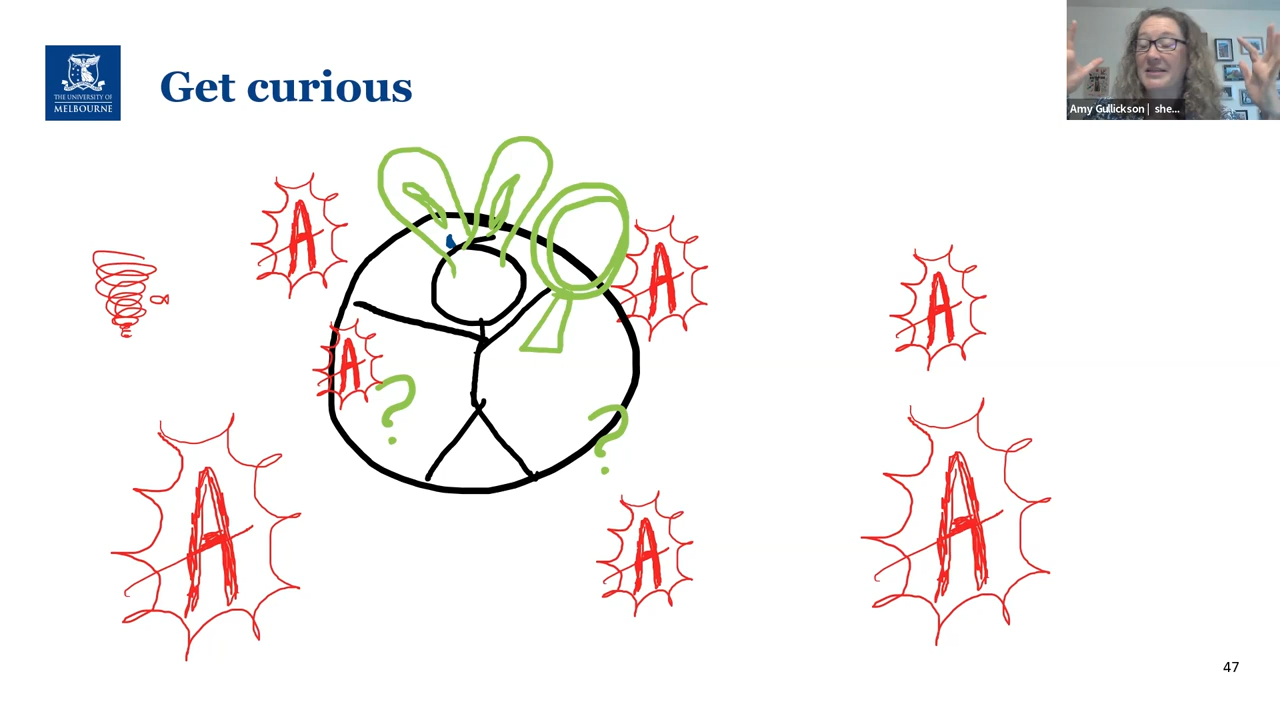 THE UNIVERSITY OF
MELBOURNE
Get curious
Amy Gullickson | she...
A
A
A
A
A
?
?
A
A
A
47